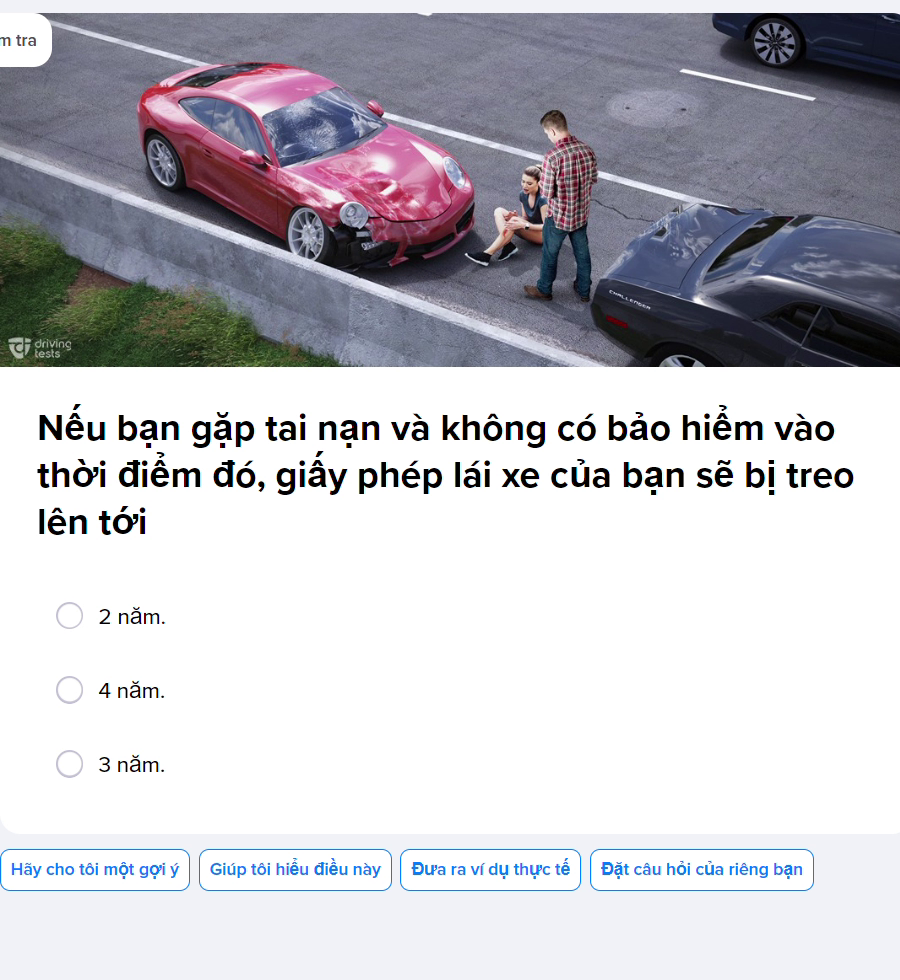 m tra
CHALLENGER
driving
tests
Nếu bạn gặp tai nạn và không có bảo hiểm vào
thời điểm đó, giấy phép lái xe của bạn sẽ bị treo
lên tới
2 năm.
4 năm.
3 năm.
Hãy cho tôi một gợi ý
Giúp tôi hiểu điều này
Đưa ra ví dụ thực tế
Đặt câu hỏi của riêng bạn